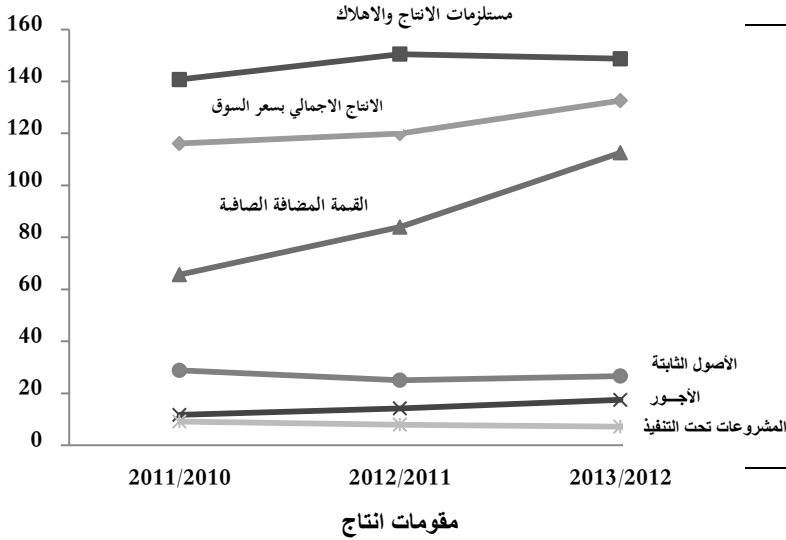 مستلزمات الانتاج والاهلاك
160
140
الانتاج الاجمالي بسعر السوق
120
100
القيمة المضافة الصافية
80
60
40
الأصول الثابتة
20
الأجـــور
المشروعات تحت التنفيذ
0
2011/2010 2012/2011 2013/2012
مقومات انتاج